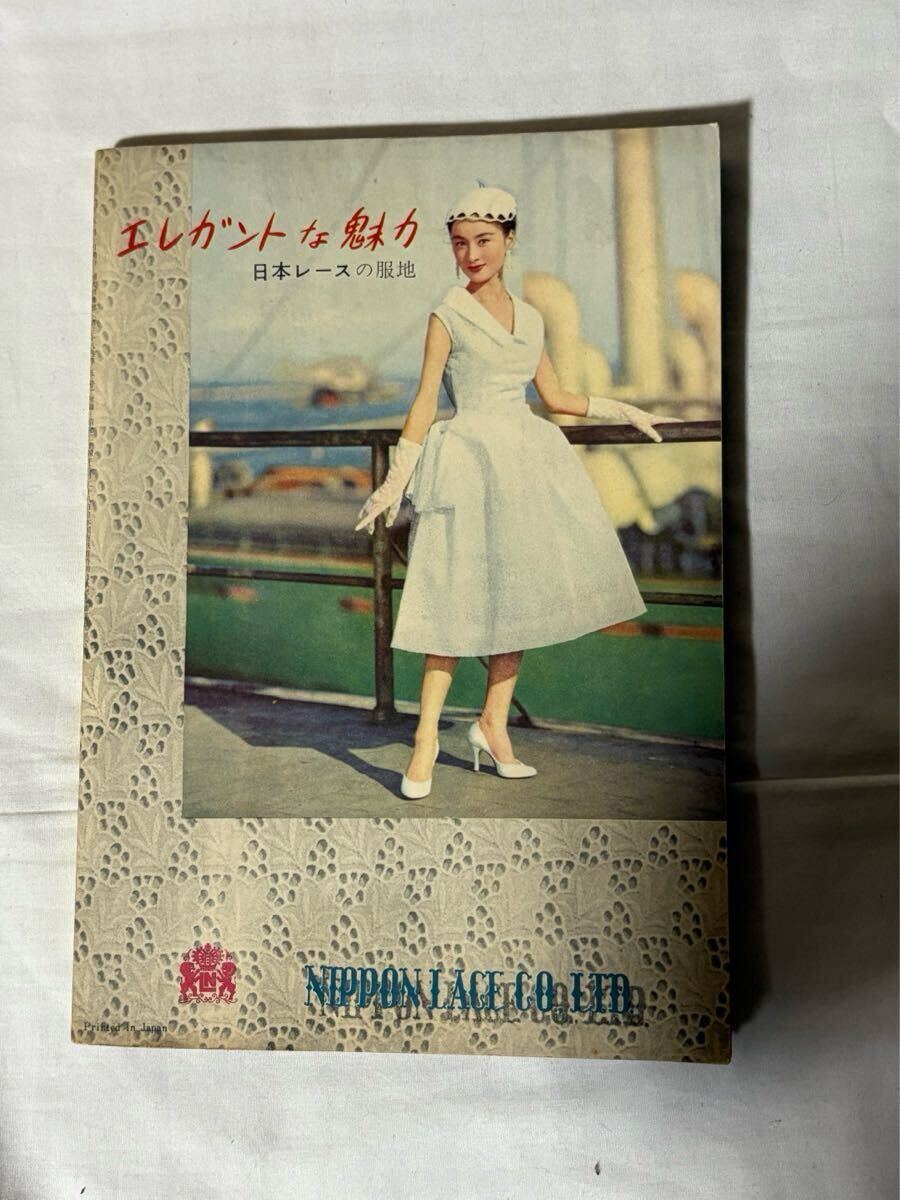 エレガントな魅力
日本レースの服地
NIPPON LACE CO. LTD.
Printed in Japan